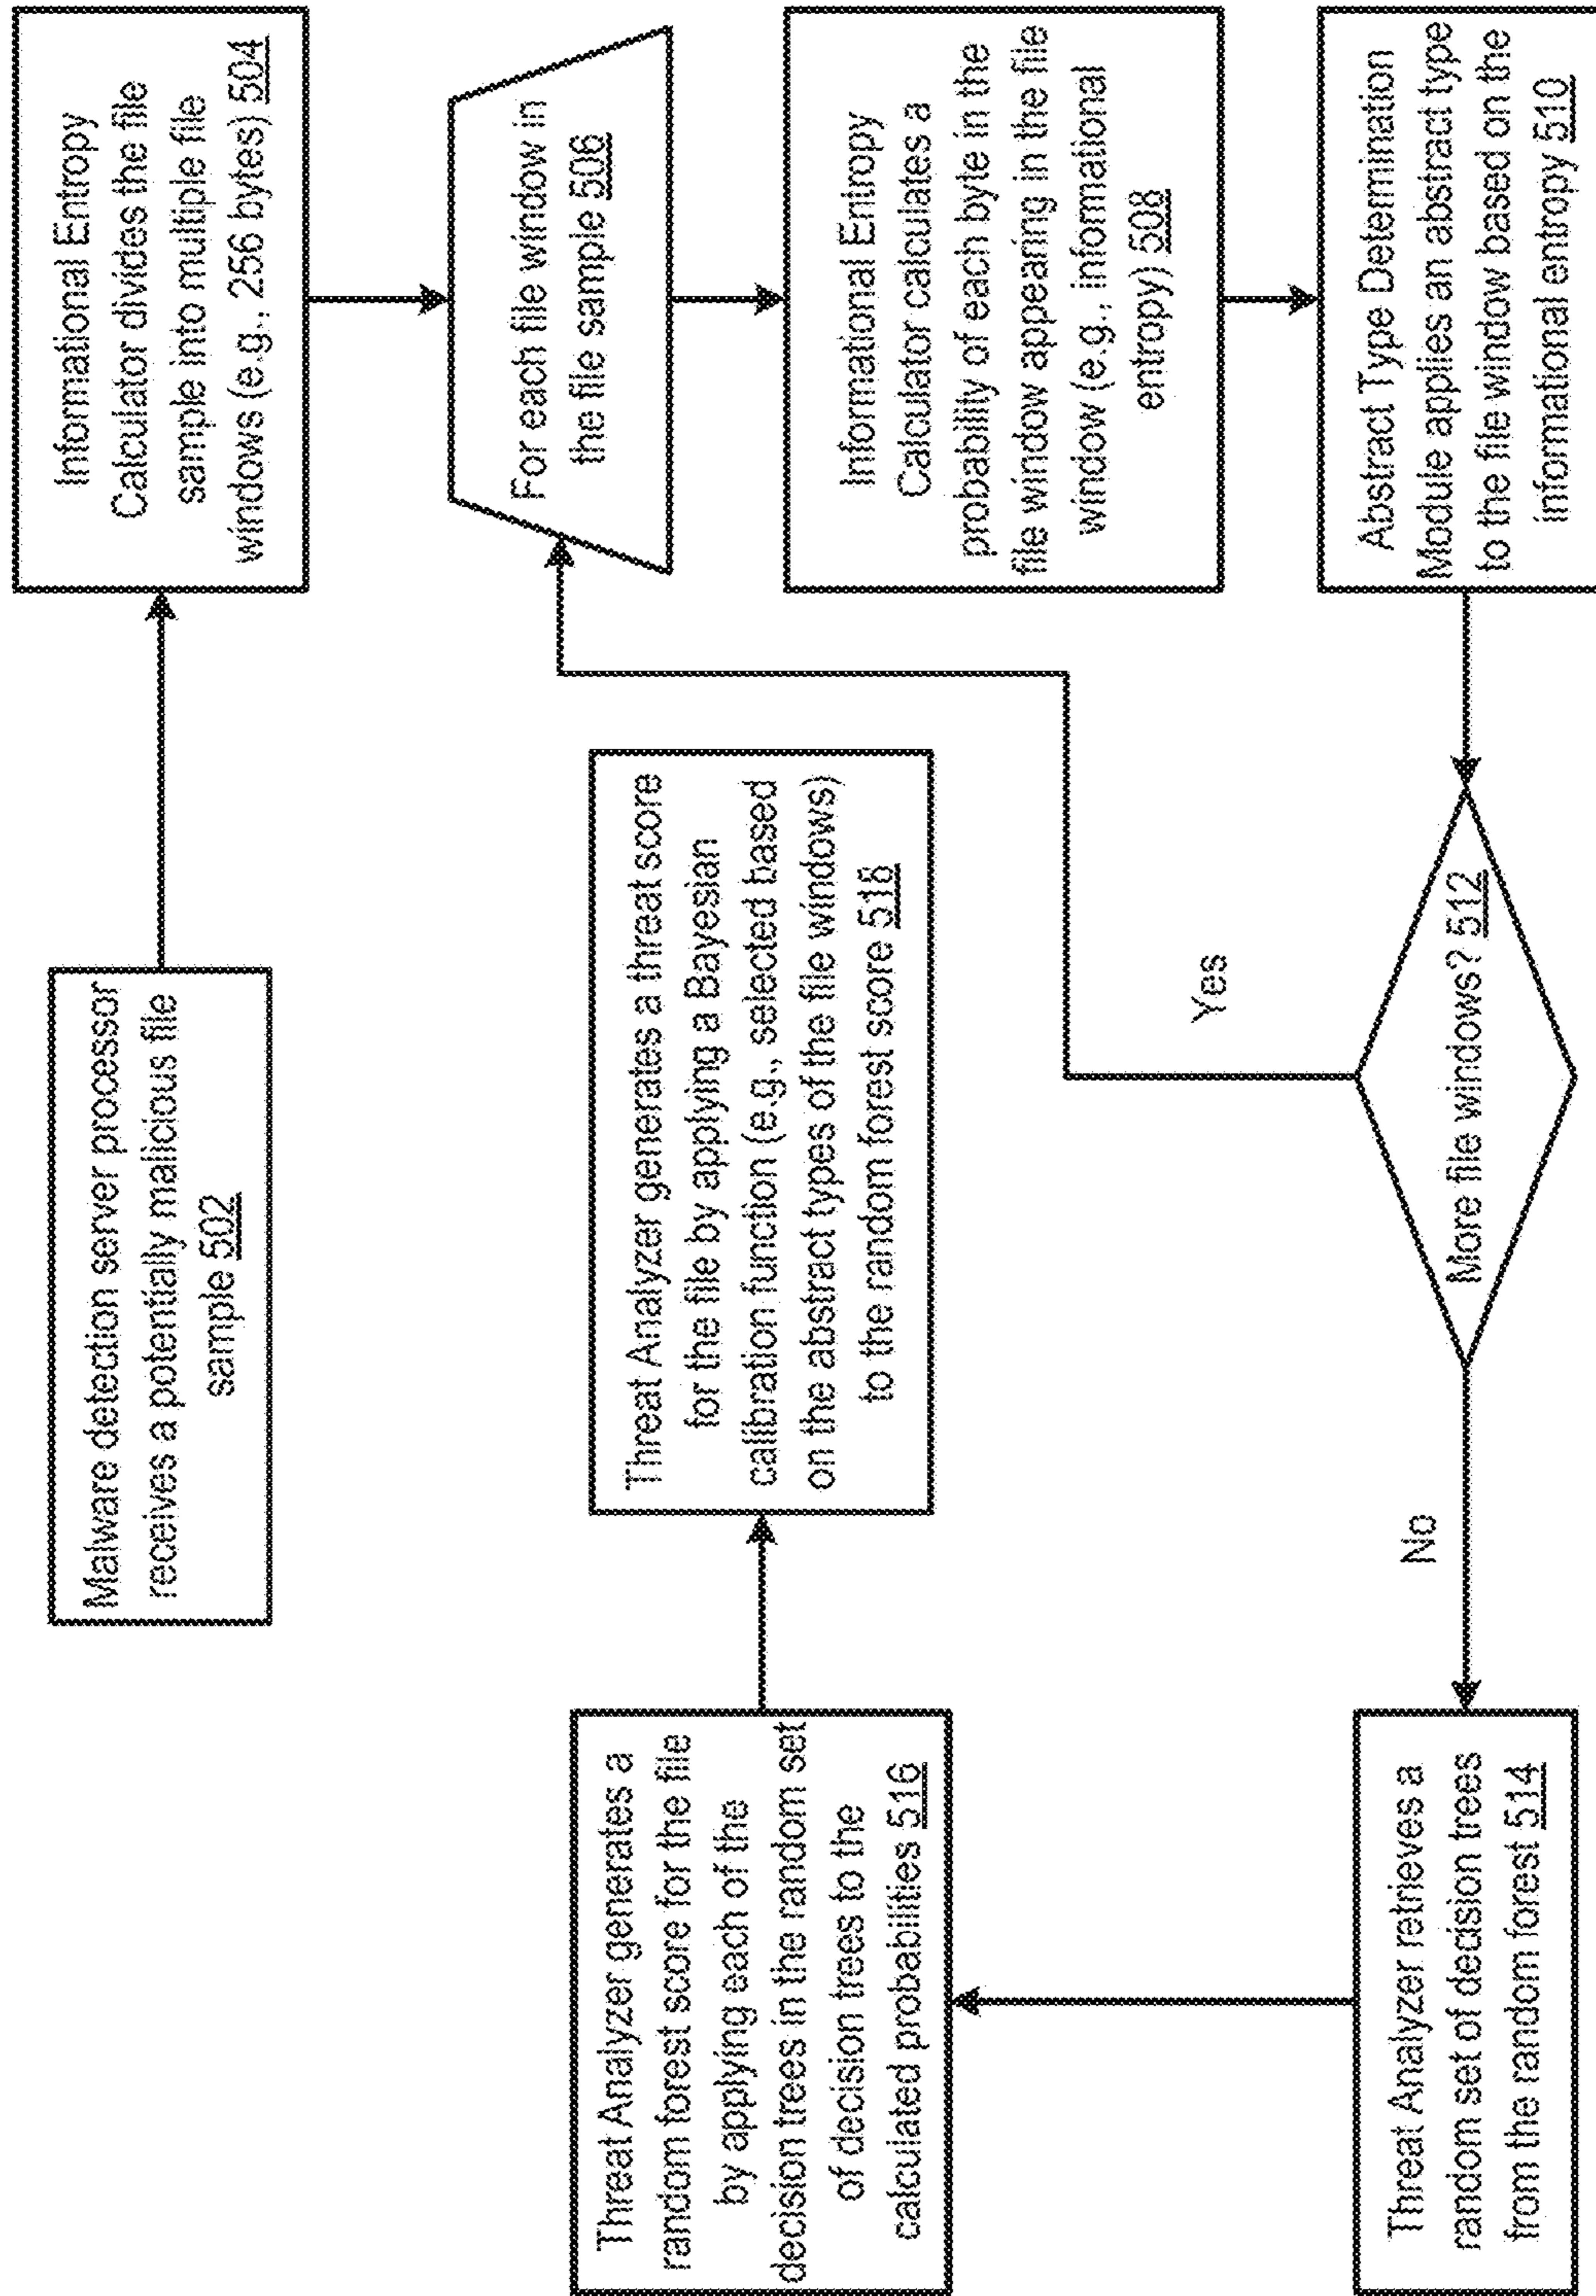 Malware detection server processor
receives a potentially malicious file
sample 502
Informational Entropy
Calculator divides the file
sample into multiple file
windows (e.g., 256 bytes) 504
For each file window in
the file sample 506
Informational Entropy
Calculator calculates a
probability of each byte in the
file window appearing in the file
window (e.g., informational
entropy) 508
Abstract Type Determination
Module applies an abstract type
to the file window based on the
informational entropy 510
More file windows? 512
Yes
No
Threat Analyzer retrieves a
random set of decision trees
from the random forest 514
Threat Analyzer generates a
random forest score for the file
by applying each of the
decision trees in the random set
of decision trees to the
calculated probabilities 516
Threat Analyzer generates a threat score
for the file by applying a Bayesian
calibration function (e.g., selected based
on the abstract types of the file windows)
to the random forest score 518